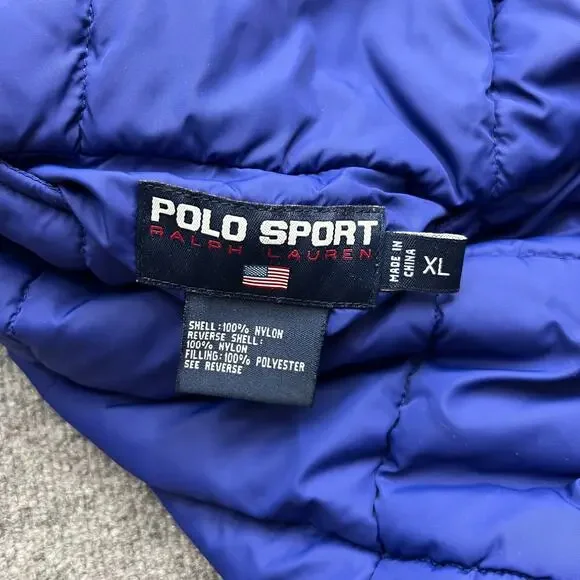 POLO SPORT
RALPH LAUREN
MADE IN
CHINA
XL
SHELL:100% NYLON
REVERSE SHELL:
100% NYLON
FILLING:100% POLYESTER
SEE REVERSE